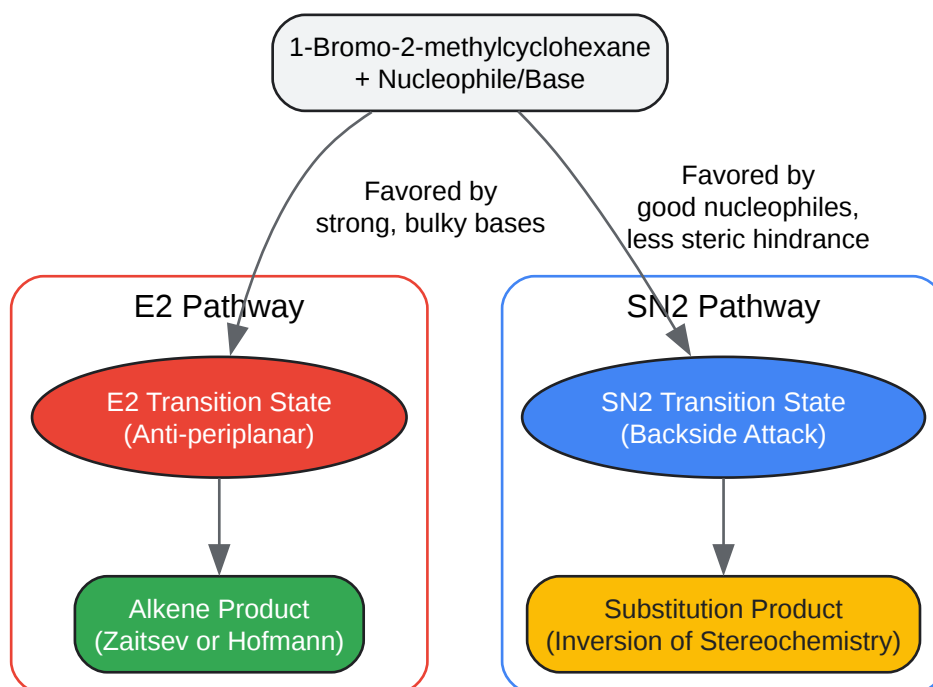 1-Bromo-2-methylcyclohexane
+ Nucleophile/Base
Favored by
strong, bulky bases
Favored by
good nucleophiles,
less steric hindrance
E2 Pathway
E2 Transition State
(Anti-periplanar)
Alkene Product
(Zaitsev or Hofmann)
SN2 Pathway
SN2 Transition State
(Backside Attack)
Substitution Product
(Inversion of Stereochemistry)